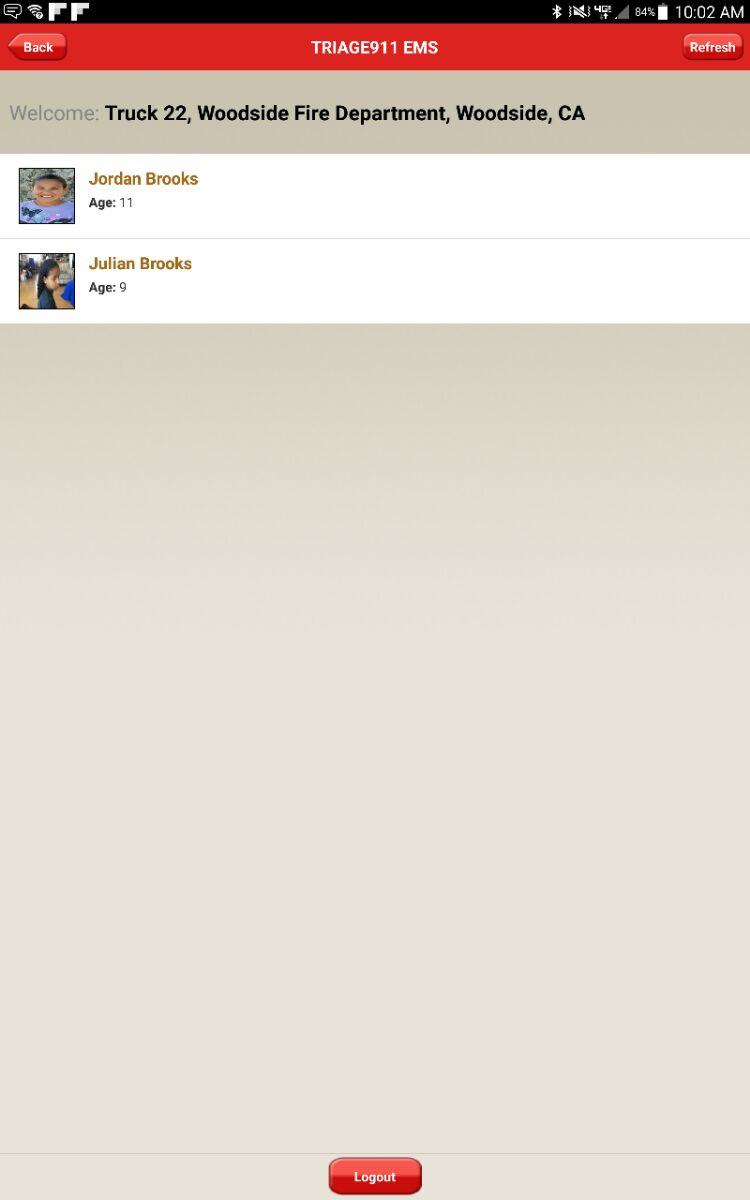 84% 10:02 AM
Back TRIAGE911 EMS Refresh
Welcome: Truck 22, Woodside Fire Department, Woodside, CA
Jordan Brooks
Age: 11
Julian Brooks
Age: 9
Logout